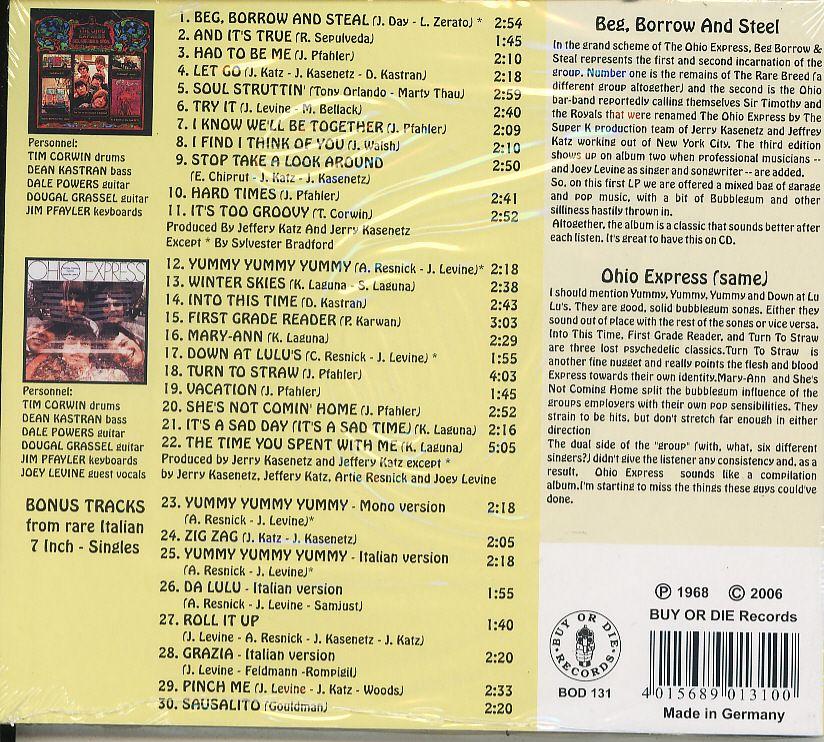 1. BEG, BORROW AND STEAL (J. Day - L. Zerato) * 2:54
2. AND IT'S TRUE (R. Sepulveda) 1:45
3. HAD TO BE ME (J. Pfahler) 2:10
4. LET GO (J. Katz - J. Kasenetz - D. Kastran) 2:18
5. SOUL STRUTTIN' (Tony Orlando - Marty Thau) 2:59
6. TRY IT (J. Levine - M. Bellack) 2:40
7. I KNOW WE'LL BE TOGETHER (J. Pfahler) 2:09
8. I FIND I THINK OF YOU (J. Walsh) 2:10
9. STOP TAKE A LOOK AROUND 2:50
(E. Chiprut - J. Katz - J. Kasenetz)
10. HARD TIMES (J. Pfahler) 2:41
11. IT'S TOO GROOVY (T. Corwin) 2:52
Produced By Jeffery Katz And Jerry Kasenetz
Except * By Sylvester Bradford
Personnel:
TIM CORWIN drums
DEAN KASTRAN bass
DALE POWERS guitar
DOUGAL GRASSEL guitar
JIM PFAYLER keyboards
OHIO EXPRESS
12. YUMMY YUMMY YUMMY (A. Resnick - J. Levine)* 2:18
13. WINTER SKIES (K. Laguna - S. Laguna) 2:38
14. INTO THIS TIME (D. Kastran) 2:43
15. FIRST GRADE READER (P. Karwan) 3:03
16. MARY-ANN (K. Laguna) 2:29
17. DOWN AT LULU'S (C. Resnick - J. Levine) * 1:55
18. TURN TO STRAW (J. Pfahler) 4:03
19. VACATION (J. Pfahler) 1:45
20. SHE'S NOT COMIN' HOME (J. Pfahler) 2:52
21. IT'S A SAD DAY (IT'S A SAD TIME) (K. Laguna) 2:16
22. THE TIME YOU SPENT WITH ME (K. Laguna) 5:05
Produced by Jerry Kasenetz and Jeffery Katz except *
by Jerry Kasenetz, Jeffery Katz, Artie Resnick and Joey Levine
Personnel:
TIM CORWIN drums
DEAN KASTRAN bass
DALE POWERS guitar
DOUGAL GRASSEL guitar
JIM PFAYLER keyboards
JOEY LEVINE guest vocals
BONUS TRACKS
from rare Italian
7 Inch - Singles
23. YUMMY YUMMY YUMMY - Mono version 2:18
(A. Resnick - J. Levine)*
24. ZIG ZAG (J. Katz - J. Kasenetz) 2:05
25. YUMMY YUMMY YUMMY - Italian version 2:18
(A. Resnick - J. Levine)*
26. DA LULU - Italian version 1:55
(A. Resnick - J. Levine - Samjust)
27. ROLL IT UP 1:40
(J. Levine - A. Resnick - J. Kasenetz - J. Katz)
28. GRAZIA - Italian version 2:20
(J. Levine - Feldmann -Rompigil)
29. PINCH ME (J. Levine - J. Katz - Woods) 2:33
30. SAUSALITO (Gouldman) 2:20
Beg, Borrow And Steel
In the grand scheme of The Ohio Express, Beg Borrow &
Steal represents the first and second incarnation of the
group. Number one is the remains of The Rare Breed (a
different group altogether) and the second is the Ohio
bar-band reportedly calling themselves Sir Timothy and
the Royals that were renamed The Ohio Express by The
Super K production team of Jerry Kasenetz and Jeffrey
Katz working out of New York City. The third edition
shows up on album two when professional musicians --
and Joey Levine as singer and songwriter -- are added.
So, on this first LP we are offered a mixed bag of garage
and pop music, with a bit of Bubblegum and other
silliness hastily thrown in.
Altogether, the album is a classic that sounds better after
each listen. It's great to have this on CD.
Ohio Express (same)
I should mention Yummy, Yummy, Yummy and Down at Lu
Lu's. They are good, solid bubblegum songs. Either they
sound out of place with the rest of the songs or vice versa.
Into This Time, First Grade Reader, and Turn To Straw
are three lost psychedelic classics.Turn To Straw is
another fine nugget and really points the flesh and blood
Express towards their own identity.Mary-Ann and She's
Not Coming Home split the bubblegum influence of the
groups employers with their own pop sensibilities. They
strain to be hits, but don't stretch far enough in either
direction
The dual side of the "group" (with, what, six different
singers?) didn't give the listener any consistency and, as a
result, Ohio Express sounds like a compilation
album.I'm starting to miss the things these guys could've
done.
Ⓟ 1968 © 2006
BUY OR DIE Records
BUY OR DIE RECORDS
BOD 131
4 015689 013100
Made in Germany